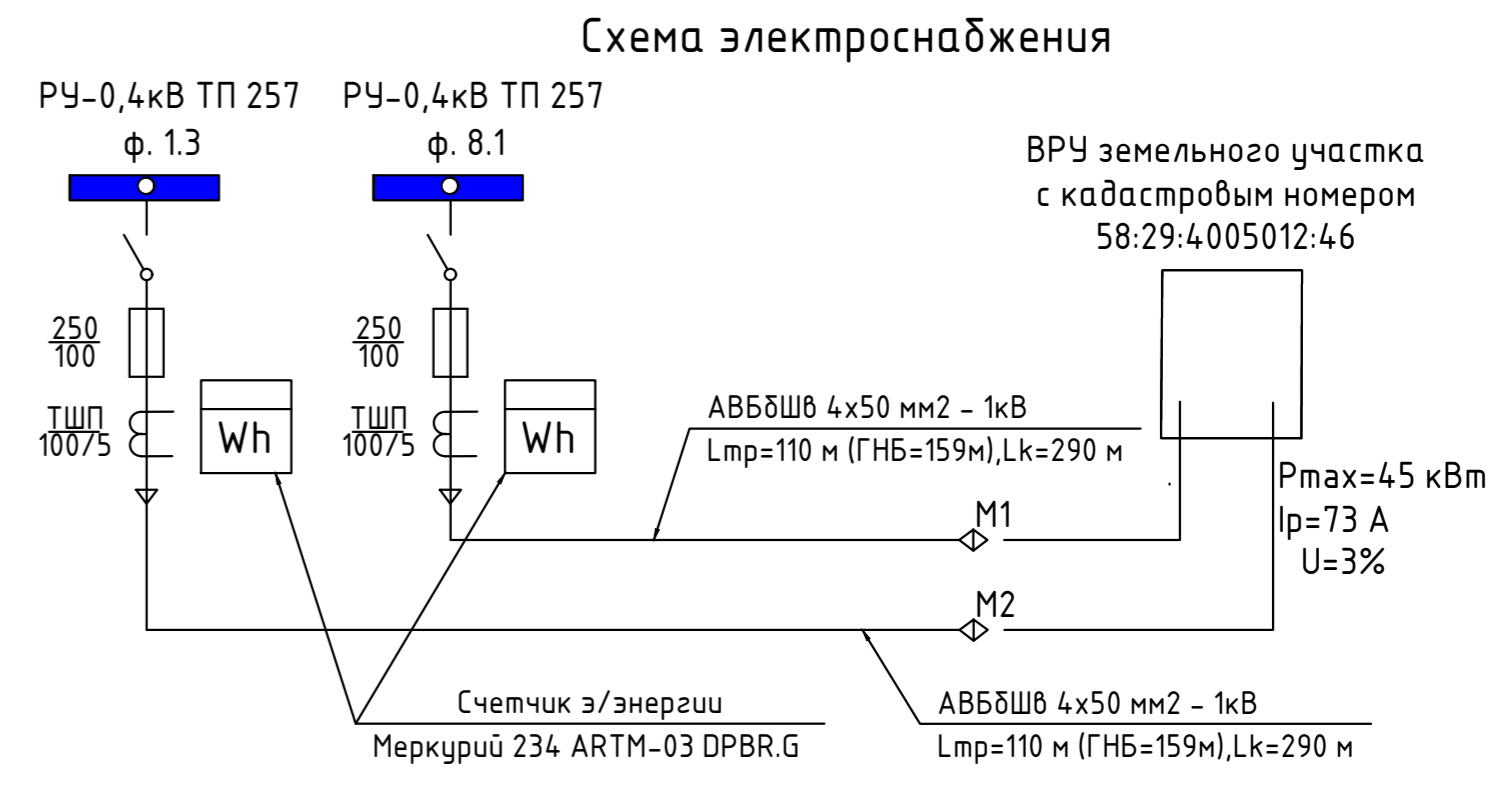 Схема электроснабжения
РУ-0,4кВ ТП 257
ф. 1.3
РУ-0,4кВ ТП 257
ф. 8.1
ВРУ земельного участка
с кадастровым номером
58:29:4005012:46
250
100
250
100
ТШП
100/5
Wh
ТШП
100/5
Wh
АВБбШв 4х50 мм2 - 1кВ
Lтр=110 м (ГНБ=159м),Lк=290 м
Pmax=45 кВт
Iр=73 А
U=3%
М1
М2
Счетчик э/энергии
Меркурий 234 ARTM-03 DPBR.G
АВБбШв 4х50 мм2 - 1кВ
Lтр=110 м (ГНБ=159м),Lк=290 м